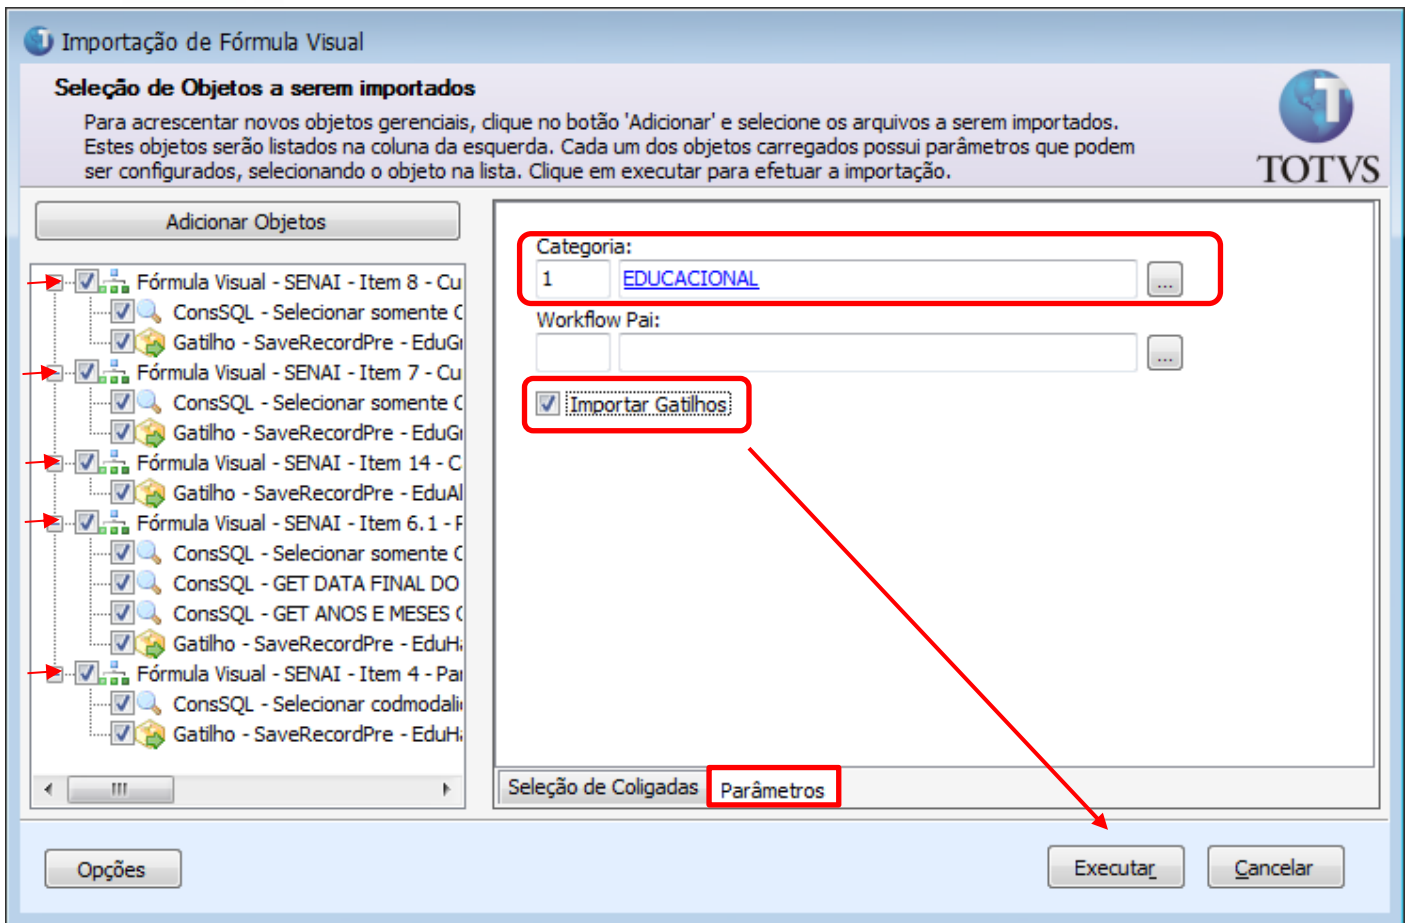 Importação de Fórmula Visual
Seleção de Objetos a serem importados
Para acrescentar novos objetos gerenciais, clique no botão 'Adicionar' e selecione os arquivos a serem importados.
Estes objetos serão listados na coluna da esquerda. Cada um dos objetos carregados possui parâmetros que podem
ser configurados, selecionando o objeto na lista. Clique em executar para efetuar a importação.
TOTVS
Adicionar Objetos
Fórmula Visual - SENAI - Item 8 - Cu
ConsSQL - Selecionar somente C
Gatilho - SaveRecordPre - EduGr
Fórmula Visual - SENAI - Item 7 - Cu
ConsSQL - Selecionar somente C
Gatilho - SaveRecordPre - EduGr
Fórmula Visual - SENAI - Item 14 - C
Gatilho - SaveRecordPre - EduAl
Fórmula Visual - SENAI - Item 6.1 - F
ConsSQL - Selecionar somente C
ConsSQL - GET DATA FINAL DO
ConsSQL - GET ANOS E MESES C
Gatilho - SaveRecordPre - EduHa
Fórmula Visual - SENAI - Item 4 - Par
ConsSQL - Selecionar codmodalid
Gatilho - SaveRecordPre - EduHa
Categoria:
1 EDUCACIONAL ...
Workflow Pai:
...
Importar Gatilhos
Seleção de Coligadas Parâmetros
Opções Executar Cancelar